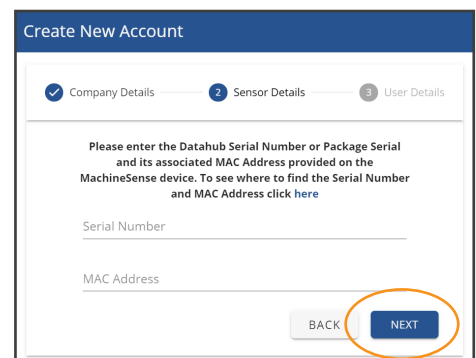 Create New Account
Company Details 2 Sensor Details 3 User Details
Please enter the Datahub Serial Number or Package Serial
and its associated MAC Address provided on the
MachineSense device. To see where to find the Serial Number
and MAC Address click here
Serial Number
MAC Address
BACK NEXT